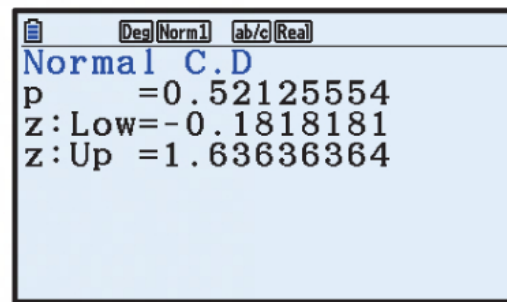 Deg Norm1 ab/c Real
Normal C.D
p =0.52125554
z:Low=-0.1818181
z:Up =1.63636364